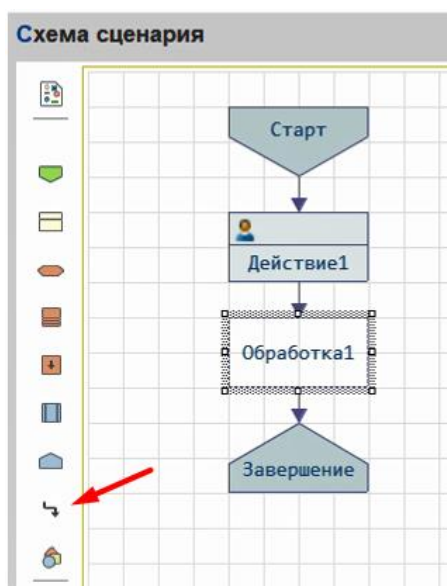 Схема сценария
Старт
Действие1
Обработка1
Завершение